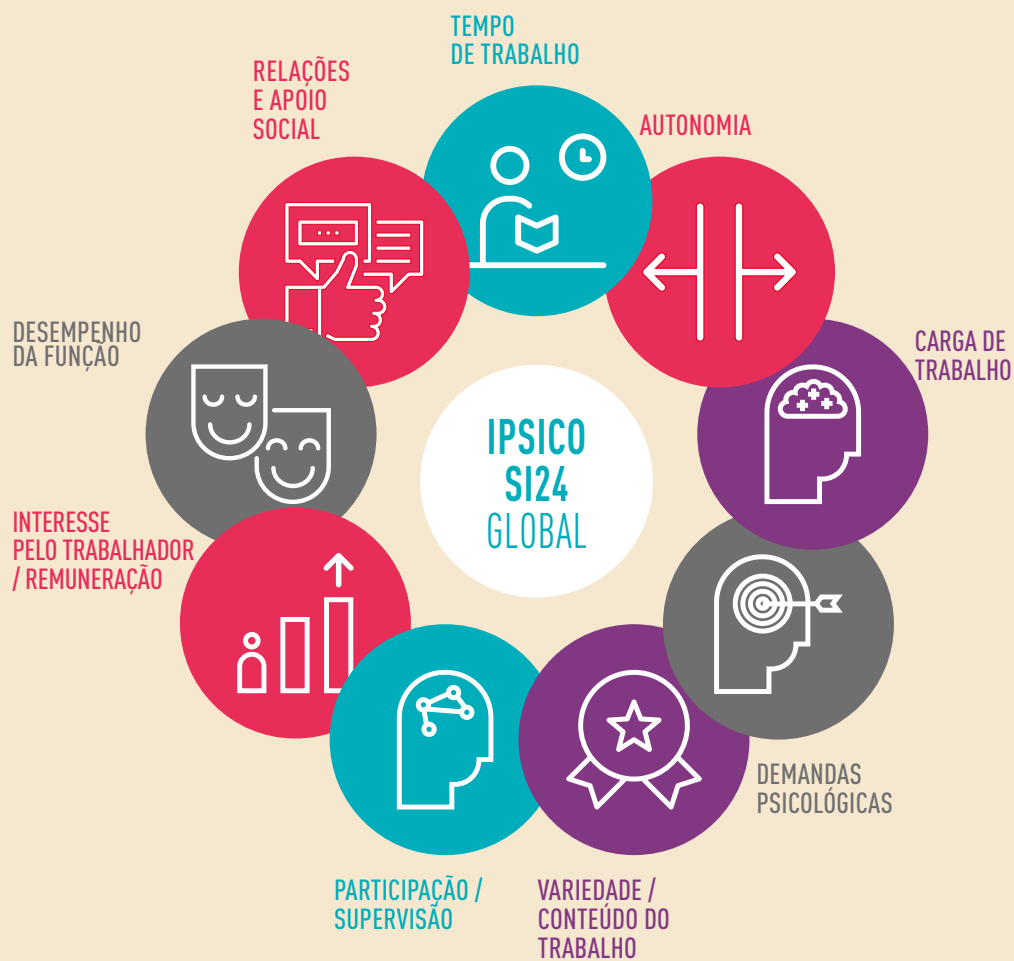 TEMPO
DE TRABALHO
RELAÇÕES
E APOIO
SOCIAL
AUTONOMIA
DESEMPENHO
DA FUNÇÃO
CARGA DE
TRABALHO
IPSICO
SI24
GLOBAL
INTERESSE
PELO TRABALHADOR
/ REMUNERAÇÃO
DEMANDAS
PSICOLÓGICAS
PARTICIPAÇÃO /
SUPERVISÃO
VARIEDADE /
CONTEÚDO DO
TRABALHO